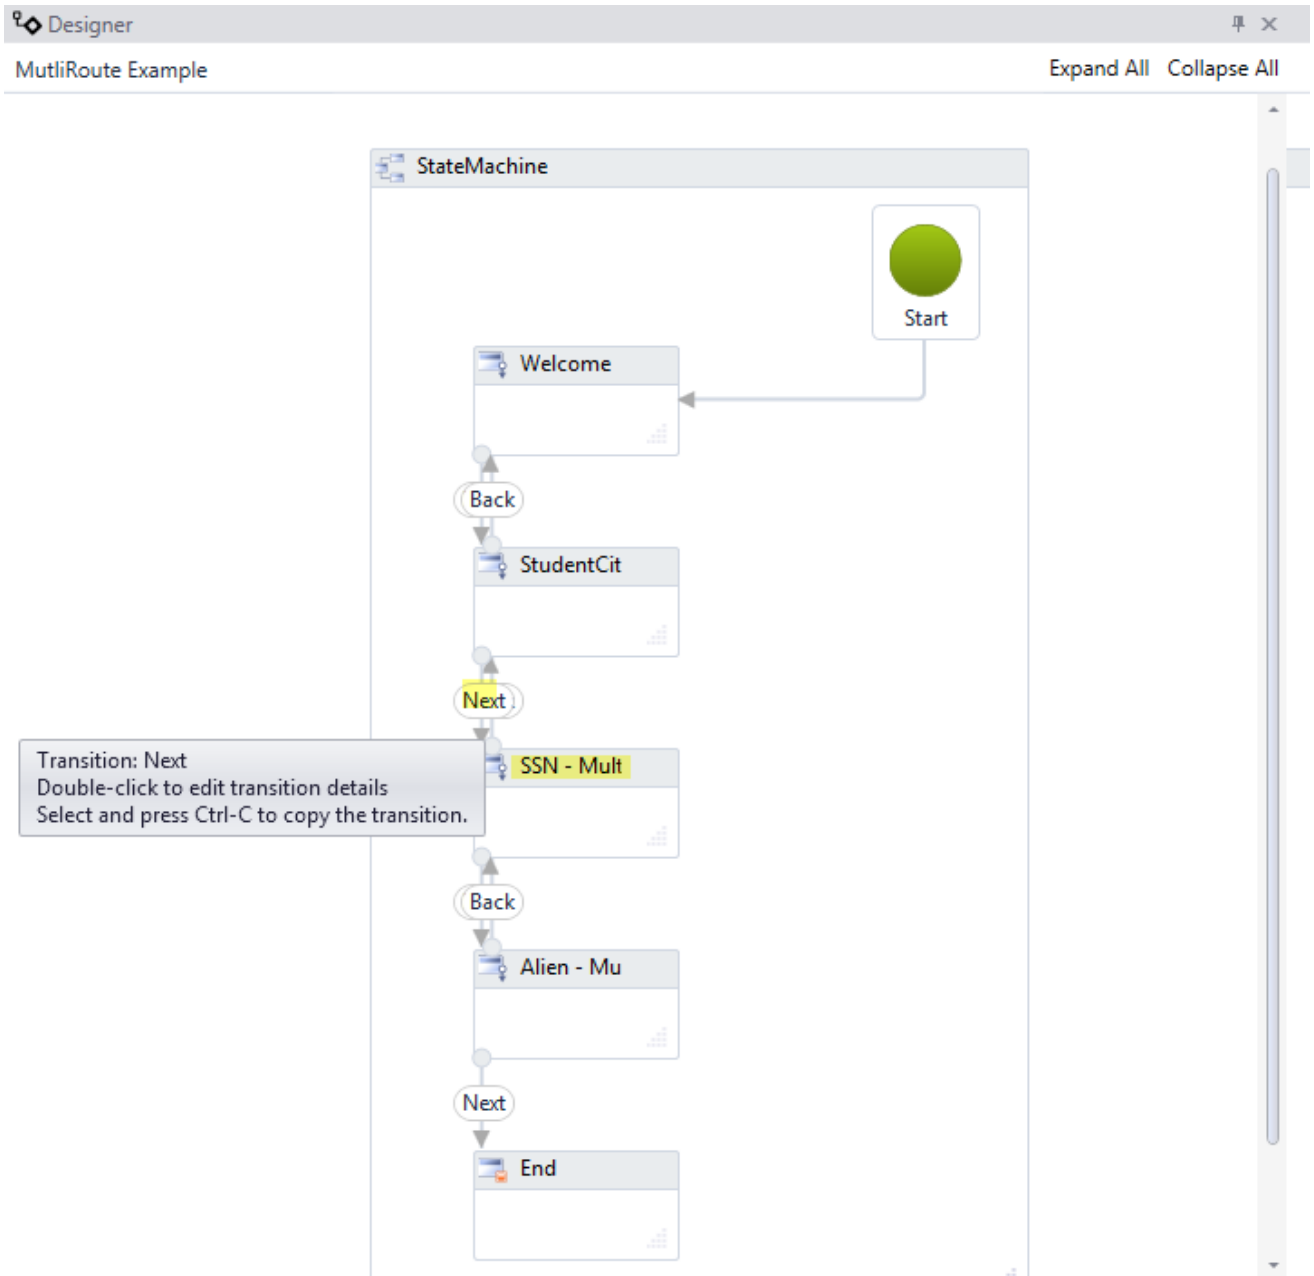 Designer
MutliRoute Example
Expand All Collapse All
StateMachine
Start
Welcome
Back
StudentCit
Next
Transition: Next
Double-click to edit transition details
Select and press Ctrl-C to copy the transition.
SSN - Mult
Back
Alien - Mu
Next
End